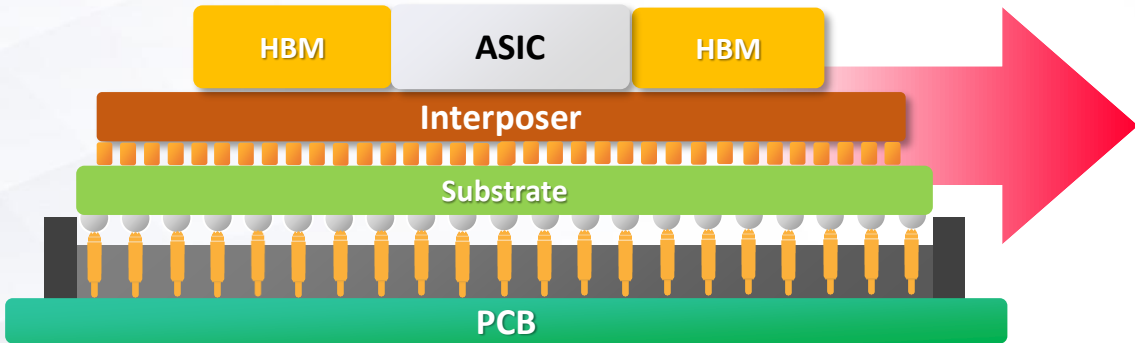 HBM
ASIC
HBM
Interposer
Substrate
PCB